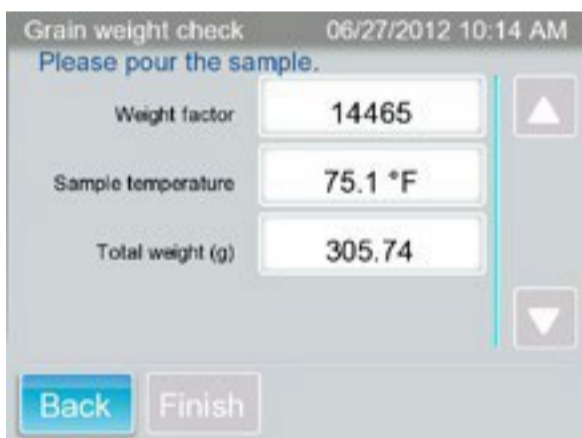 Grain weight check 06/27/2012 10:14 AM
Please pour the sample.
Weight factor 14465
Sample temperature 75.1 °F
Total weight (g) 305.74
Back Finish